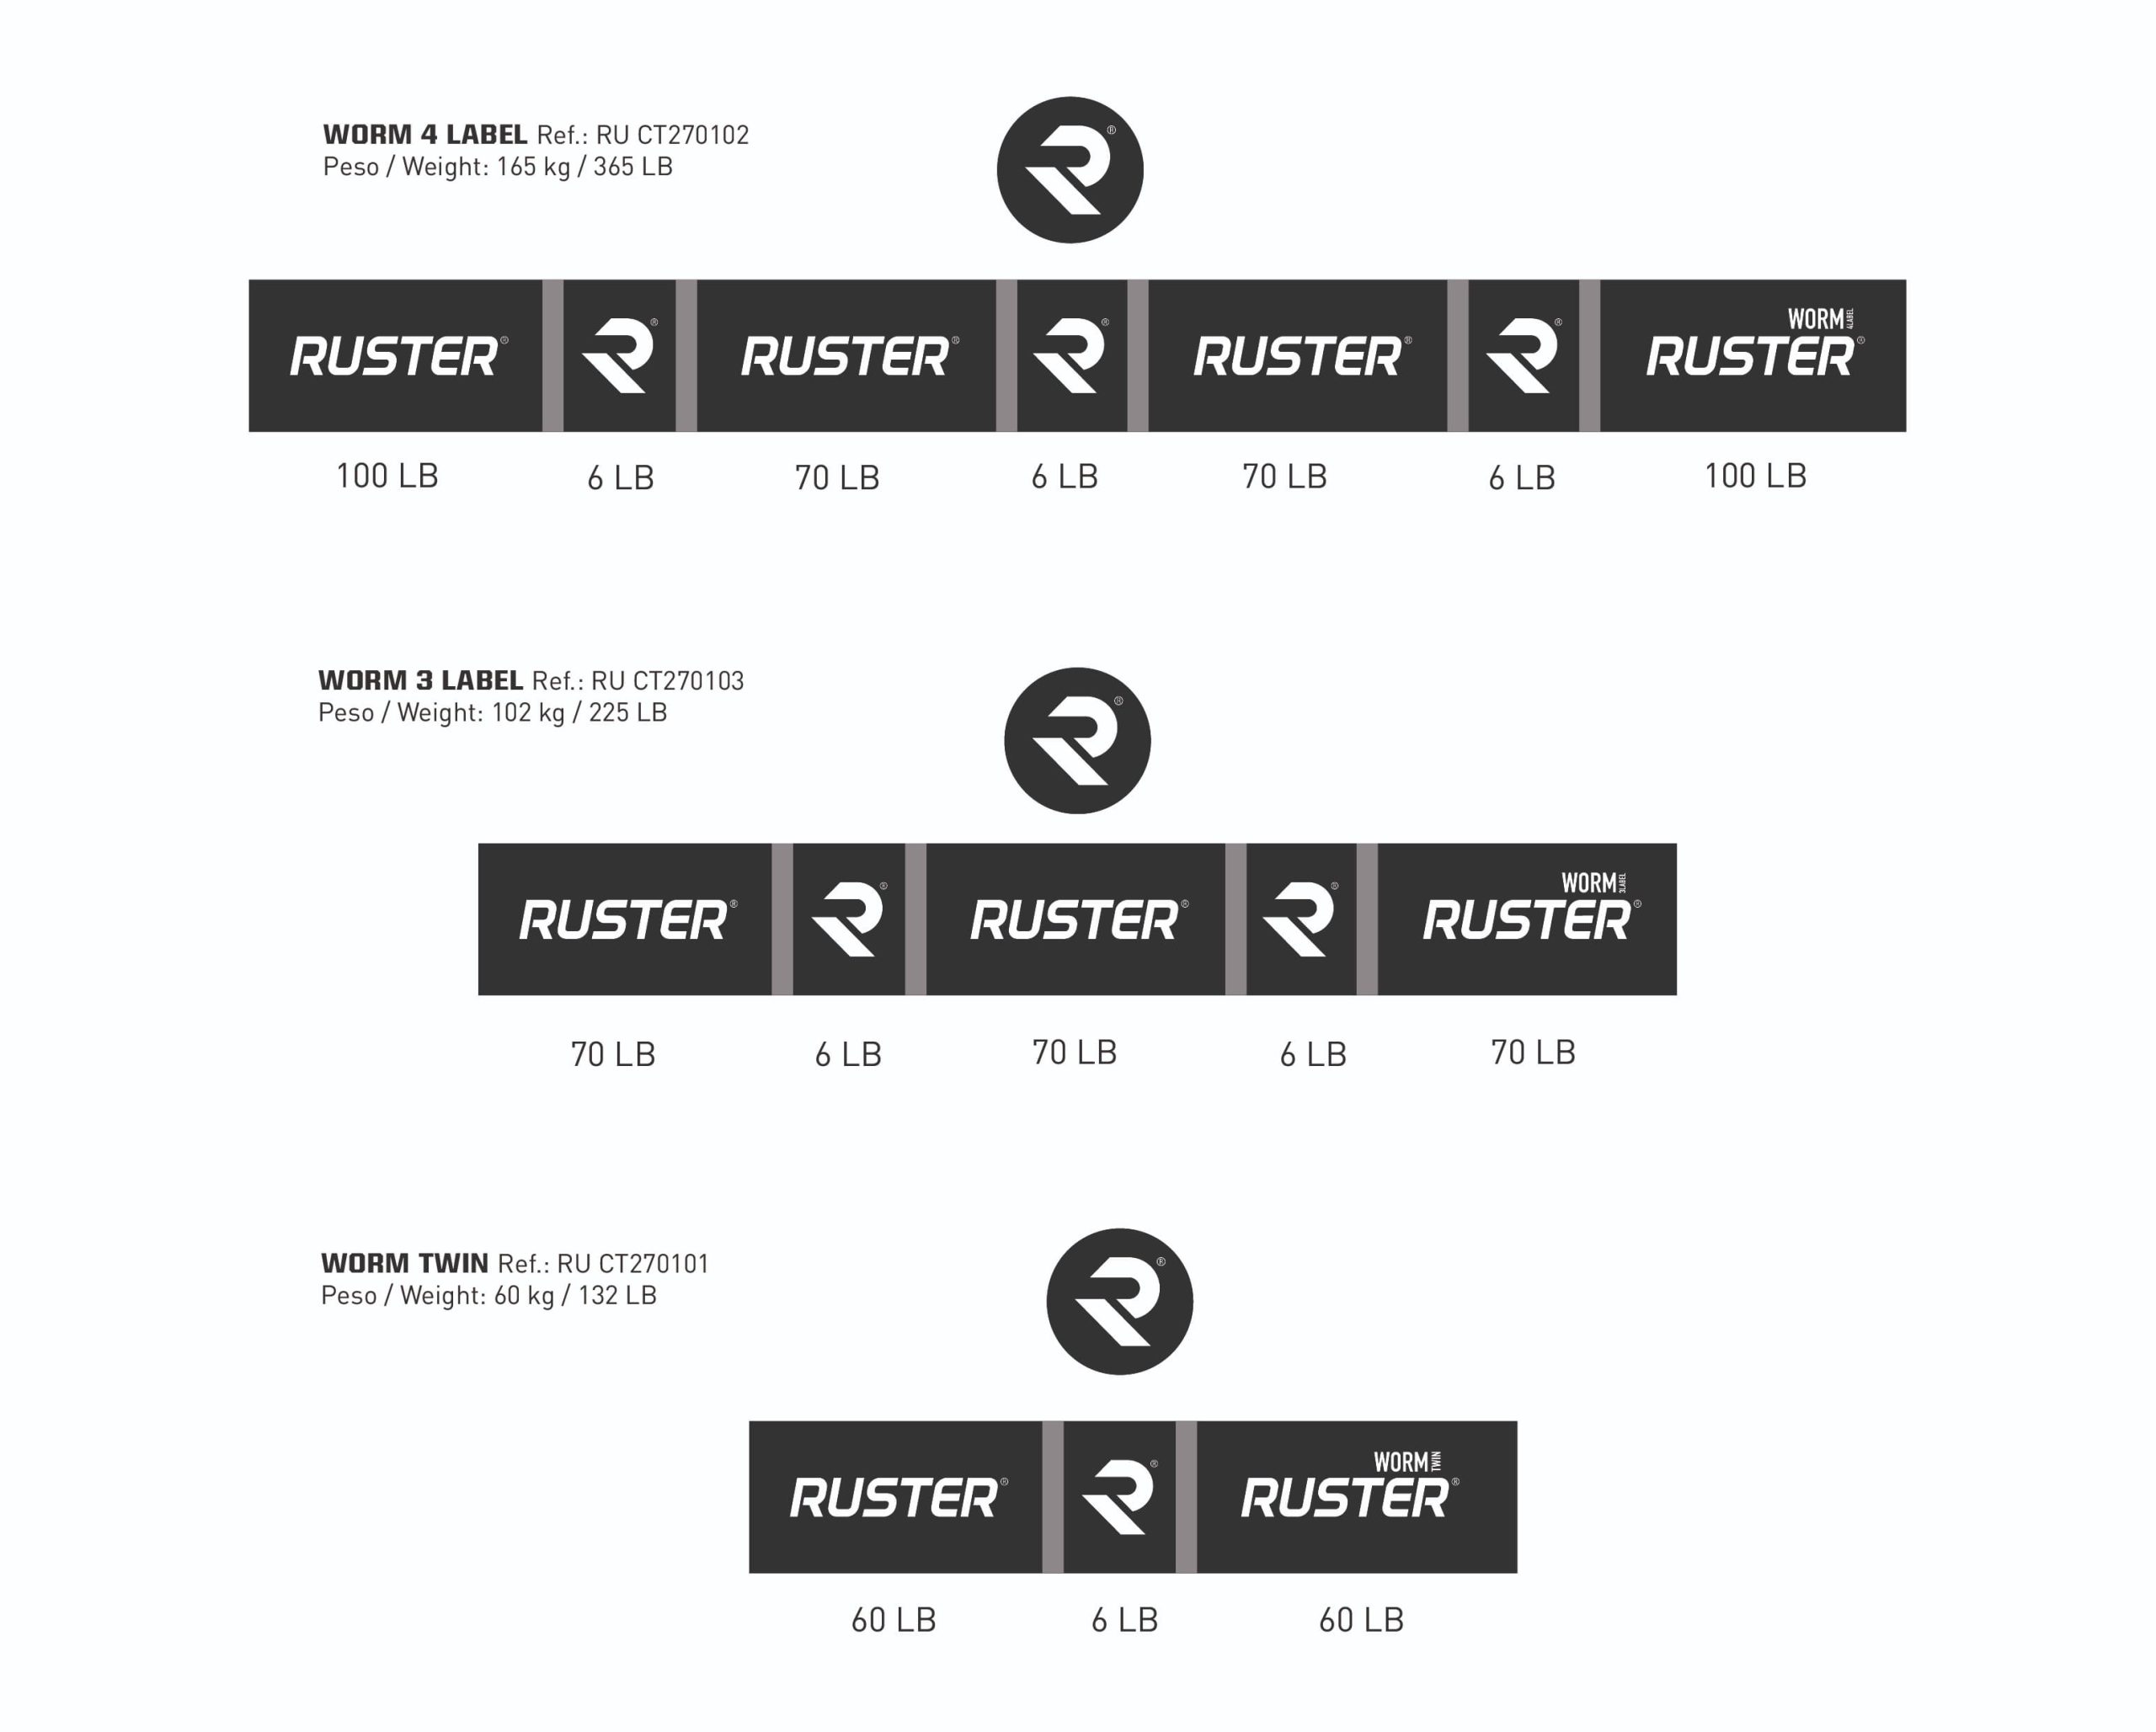 WORM 4 LABEL Ref.: RU CT270102
Peso / Weight: 165 kg / 365 LB
R®
RUSTER® R® RUSTER® R® RUSTER® R® WORM 4LABEL RUSTER®
100 LB 6 LB 70 LB 6 LB 70 LB 6 LB 100 LB
WORM 3 LABEL Ref.: RU CT270103
Peso / Weight: 102 kg / 225 LB
R®
RUSTER® R® RUSTER® R® WORM 3LABEL RUSTER®
70 LB 6 LB 70 LB 6 LB 70 LB
WORM TWIN Ref.: RU CT270101
Peso / Weight: 60 kg / 132 LB
R®
RUSTER® R® WORM TWIN RUSTER®
60 LB 6 LB 60 LB